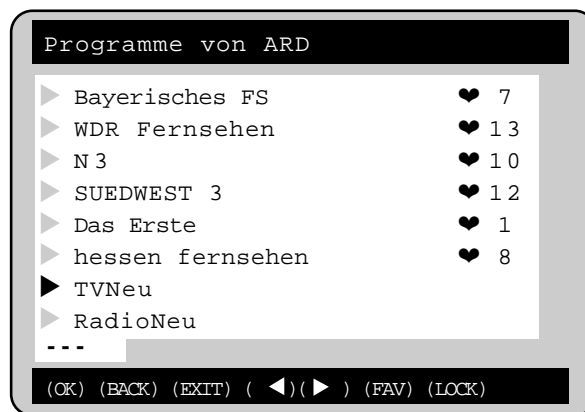 Programme von ARD
▶ Bayerisches FS ❤ 7
▶ WDR Fernsehen ❤ 13
▶ N3 ❤ 10
▶ SUEDWEST 3 ❤ 12
▶ Das Erste ❤ 1
▶ hessen fernsehen ❤ 8
▶ TVNeu
▶ RadioNeu
---
(OK) (BACK) (EXIT) ( ◀)(▶ ) (FAV) (LOCK)